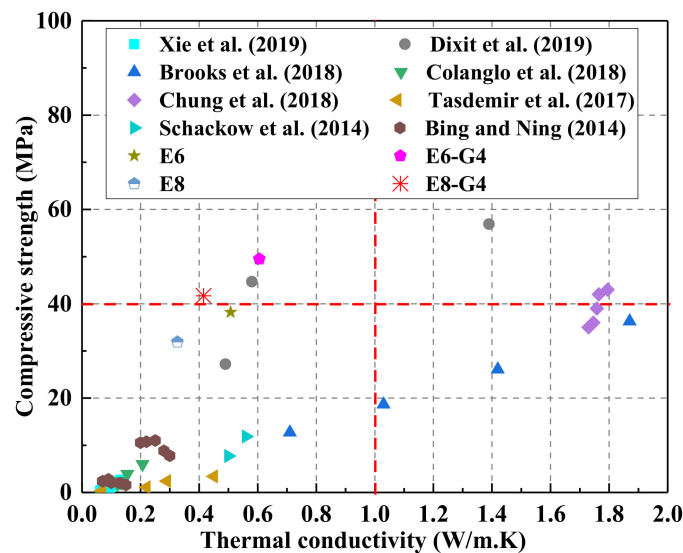 100
80
60
40
20
0
Compressive strength (MPa)
Xie et al. (2019)
Dixit et al. (2019)
Brooks et al. (2018)
Colanglo et al. (2018)
Chung et al. (2018)
Tasdemir et al. (2017)
Schackow et al. (2014)
Bing and Ning (2014)
E6
E6-G4
E8
E8-G4
0.0 0.2 0.4 0.6 0.8 1.0 1.2 1.4 1.6 1.8 2.0
Thermal conductivity (W/m.K)